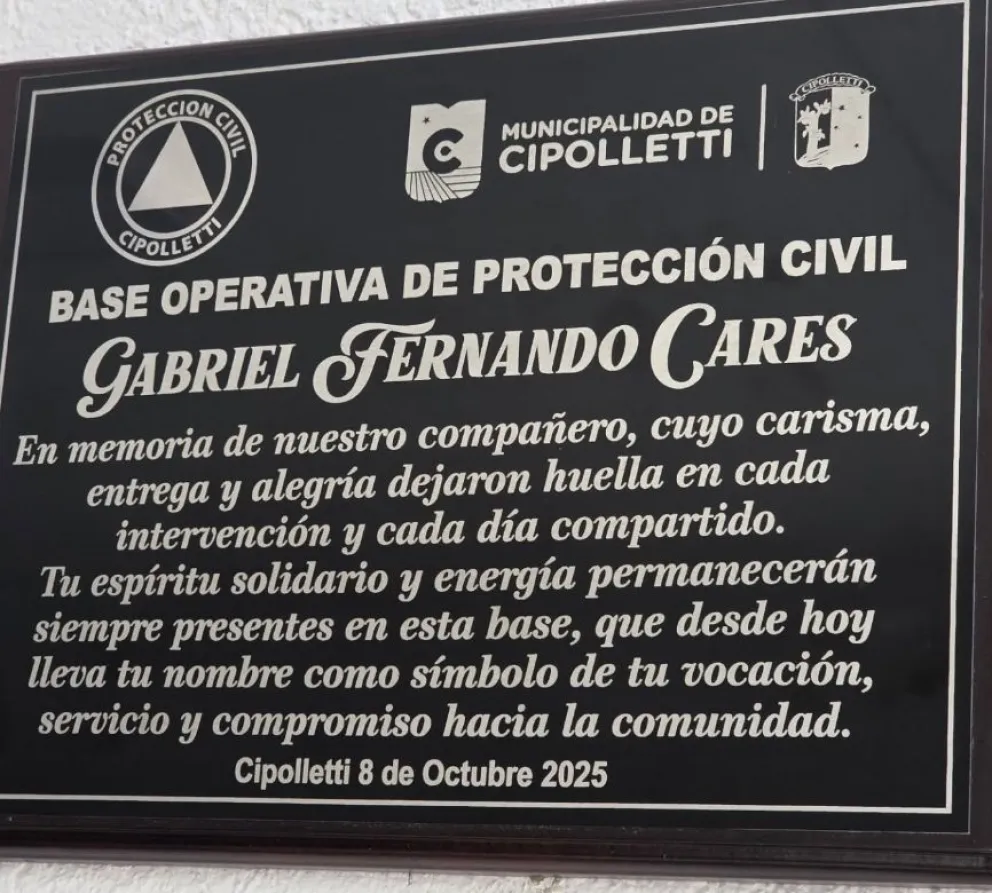 PROTECCION CIVIL
CIPOLLETTI
MUNICIPALIDAD DE
CIPOLLETTI
CIPOLLETTI
BASE OPERATIVA DE PROTECCIÓN CIVIL
GABRIEL FERNANDO CARES
En memoria de nuestro compañero, cuyo carisma,
entrega y alegría dejaron huella en cada
intervención y cada día compartido.
Tu espíritu solidario y energía permanecerán
siempre presentes en esta base, que desde hoy
lleva tu nombre como símbolo de tu vocación,
servicio y compromiso hacia la comunidad.
Cipolletti 8 de Octubre 2025